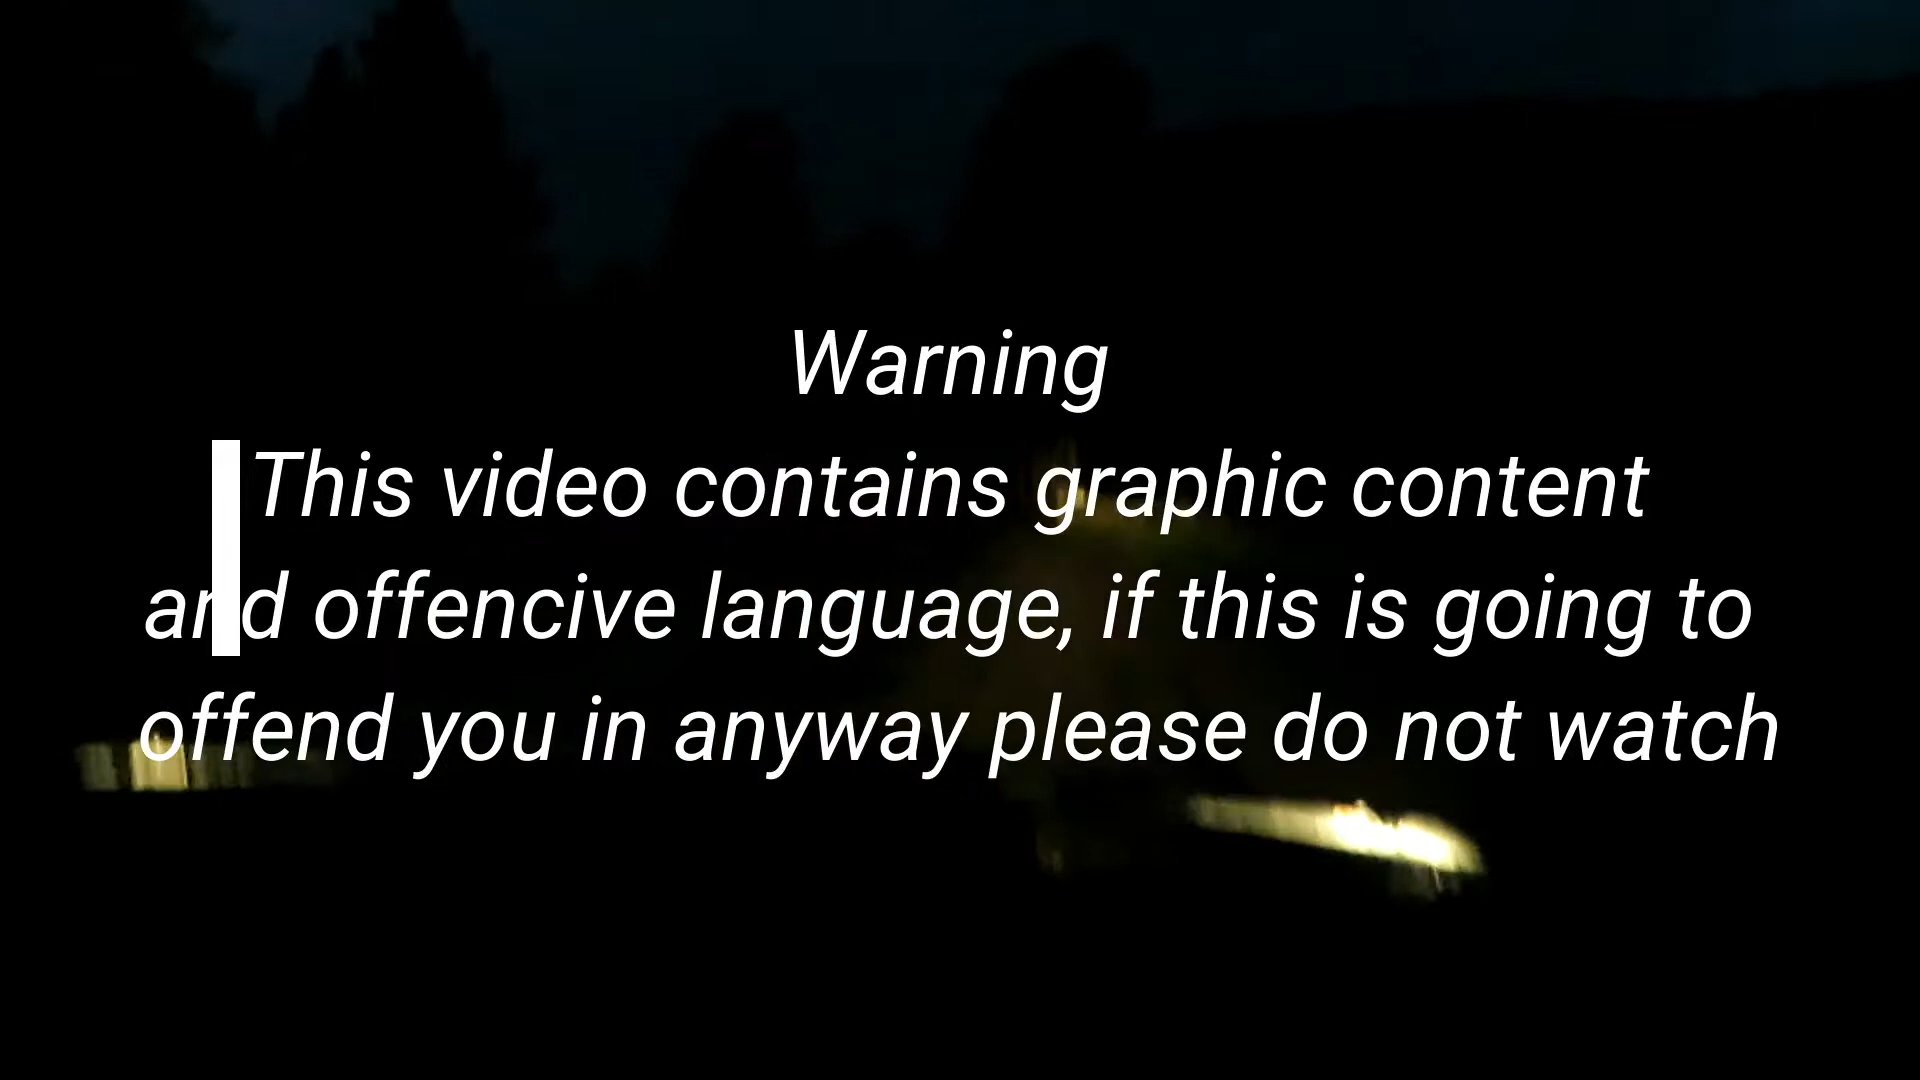 Warning
This video contains graphic content
and offencive language, if this is going to
offend you in anyway please do not watch